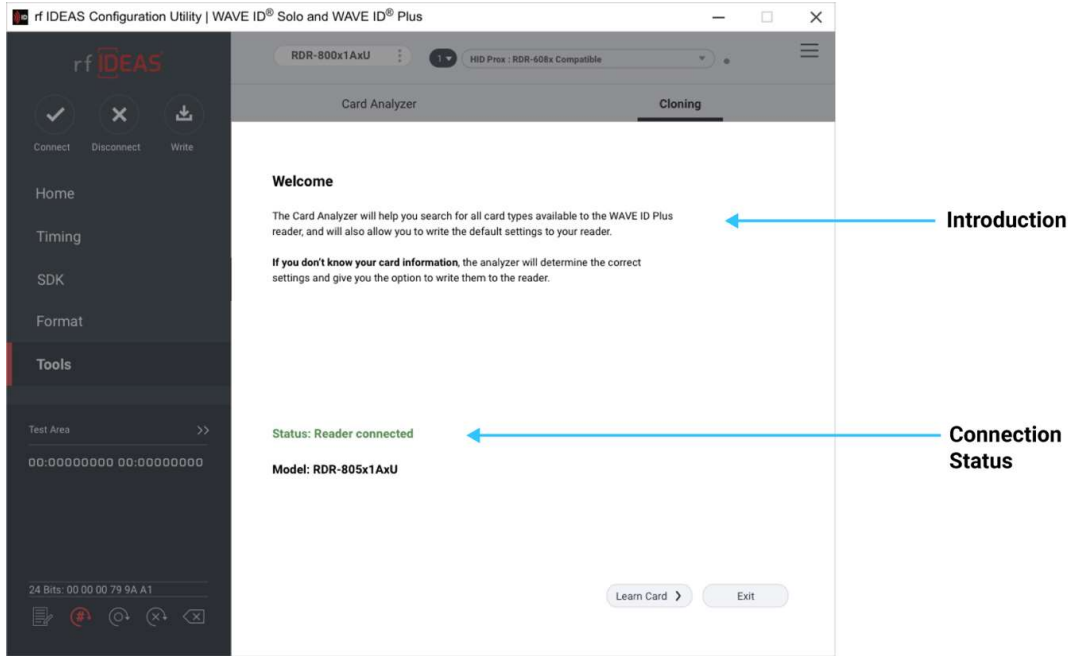 rf IDEAS Configuration Utility | WAVE ID® Solo and WAVE ID® Plus
rf IDEAS
RDR-800x1AxU
1
HID Prox : RDR-608x Compatible
Connect Disconnect Write
Card Analyzer
Cloning
Home
Timing
SDK
Format
Tools
Welcome
The Card Analyzer will help you search for all card types available to the WAVE ID Plus
reader, and will also allow you to write the default settings to your reader.
If you don't know your card information, the analyzer will determine the correct
settings and give you the option to write them to the reader.
Introduction
Test Area >>
00:00000000 00:00000000
Status: Reader connected
Model: RDR-805x1AxU
Connection
Status
24 Bits: 00 00 00 79 9A A1
#
Learn Card ❯
Exit